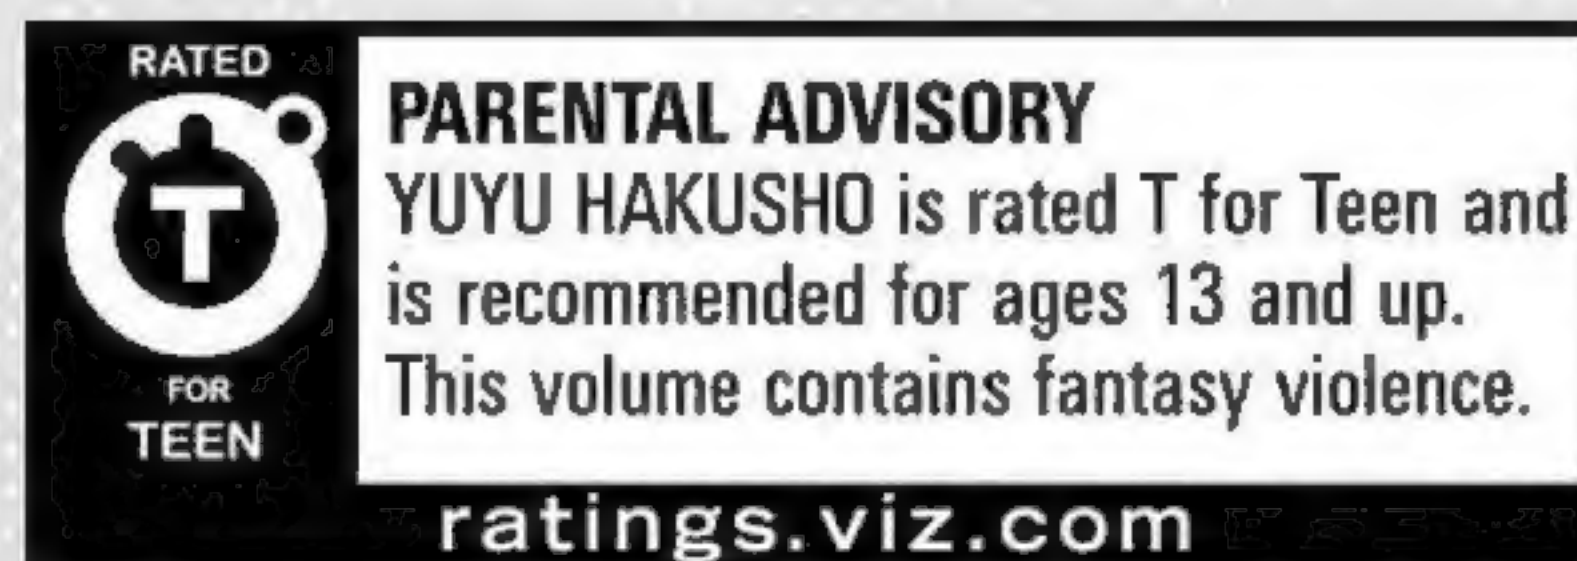 RATED
T
FOR
TEEN
PARENTAL ADVISORY
YUYU HAKUSHO is rated T for Teen and
is recommended for ages 13 and up.
This volume contains fantasy violence.
ratings.viz.com